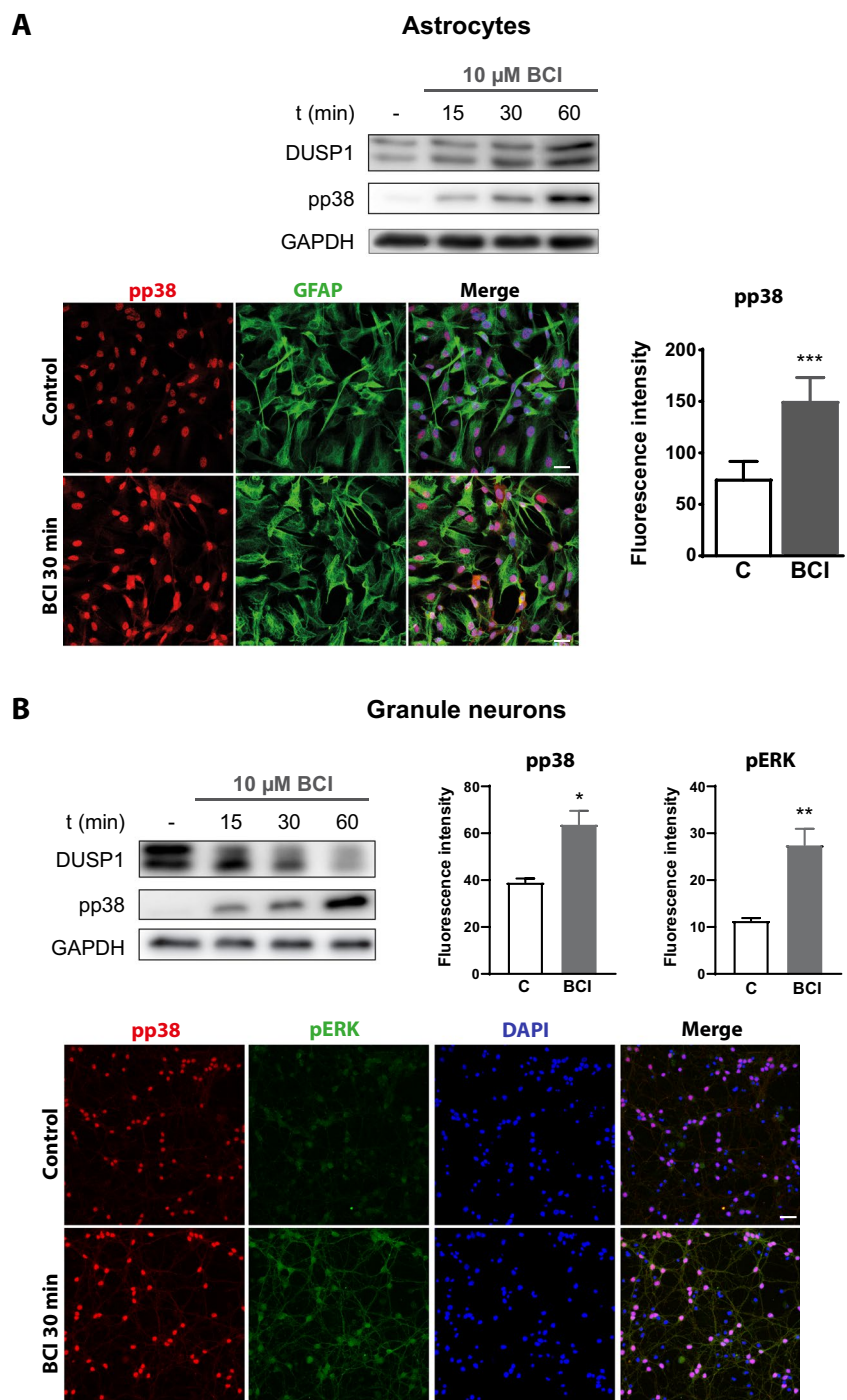 A
Astrocytes
10 µM BCI
t (min) - 15 30 60
DUSP1
pp38
GAPDH
pp38 GFAP Merge
Control
BCI 30 min
pp38
Fluorescence intensity
200
150
100
50
0
***
C BCI
B
Granule neurons
10 µM BCI
t (min) - 15 30 60
DUSP1
pp38
GAPDH
pp38
Fluorescence intensity
80
60
40
20
0
*
C BCI
pERK
Fluorescence intensity
40
30
20
10
0
**
C BCI
pp38 pERK DAPI Merge
Control
BCI 30 min